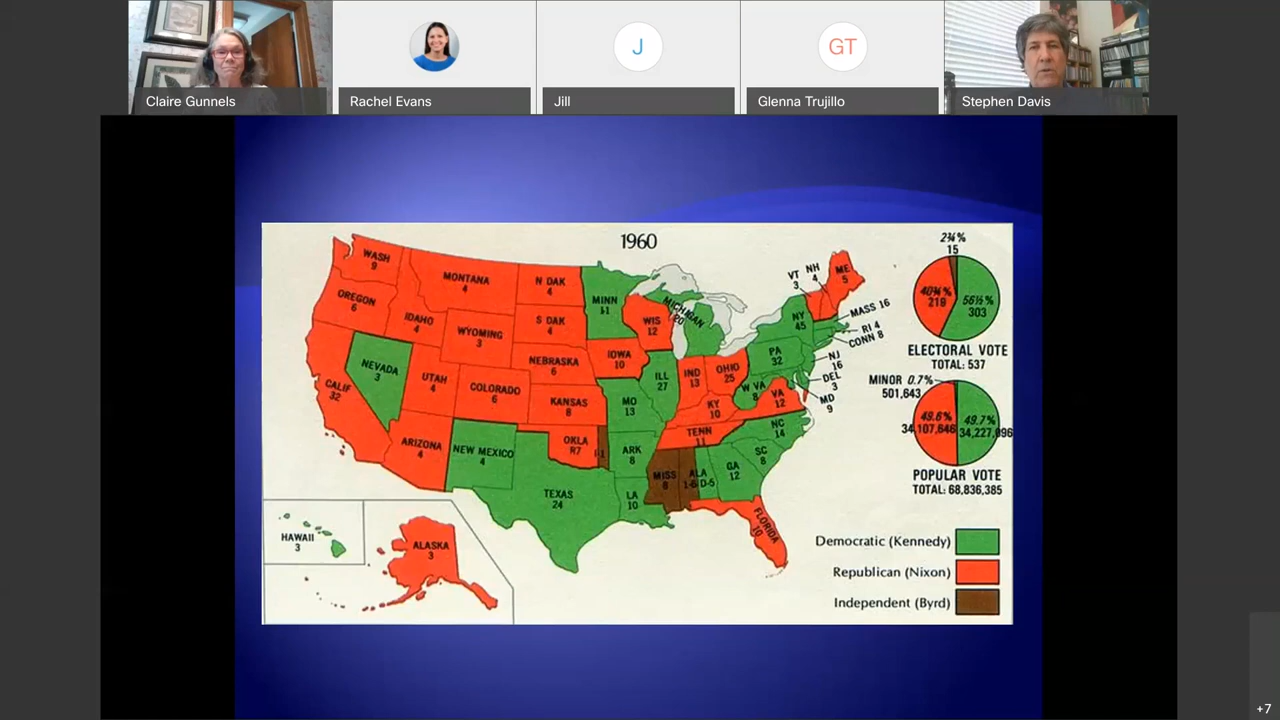 Claire Gunnels
Rachel Evans
J
Jill
GT
Glenna Trujillo
Stephen Davis
1960
WASH
9
OREGON
6
CALIF
32
NEVADA
3
IDAHO
4
MONTANA
4
WYOMING
3
UTAH
4
COLORADO
6
ARIZONA
4
NEW MEXICO
4
N DAK
4
S DAK
4
NEBRASKA
6
KANSAS
8
OKLA
R7
I-1
TEXAS
24
MINN
11
IOWA
10
MO
13
ARK
8
LA
10
WIS
12
ILL
27
MICHIGAN
20
IND
13
OHIO
25
KY
10
TENN
11
MISS
8
ALA
I-6 D-5
GA
12
FLORIDA
10
SC
8
NC
14
VA
12
W VA
8
PA
32
NY
45
VT
3
NH
4
ME
5
MASS 16
RI 4
CONN 8
NJ
16
DEL
3
MD
9
HAWAII
3
ALASKA
3
2¾%
15
219
56½%
303
ELECTORAL VOTE
TOTAL: 537
MINOR 0.7%
501,643
49.6%
34,107,646
49.7%
34,227,096
POPULAR VOTE
TOTAL: 68,836,385
Democratic (Kennedy)
Republican (Nixon)
Independent (Byrd)
+7